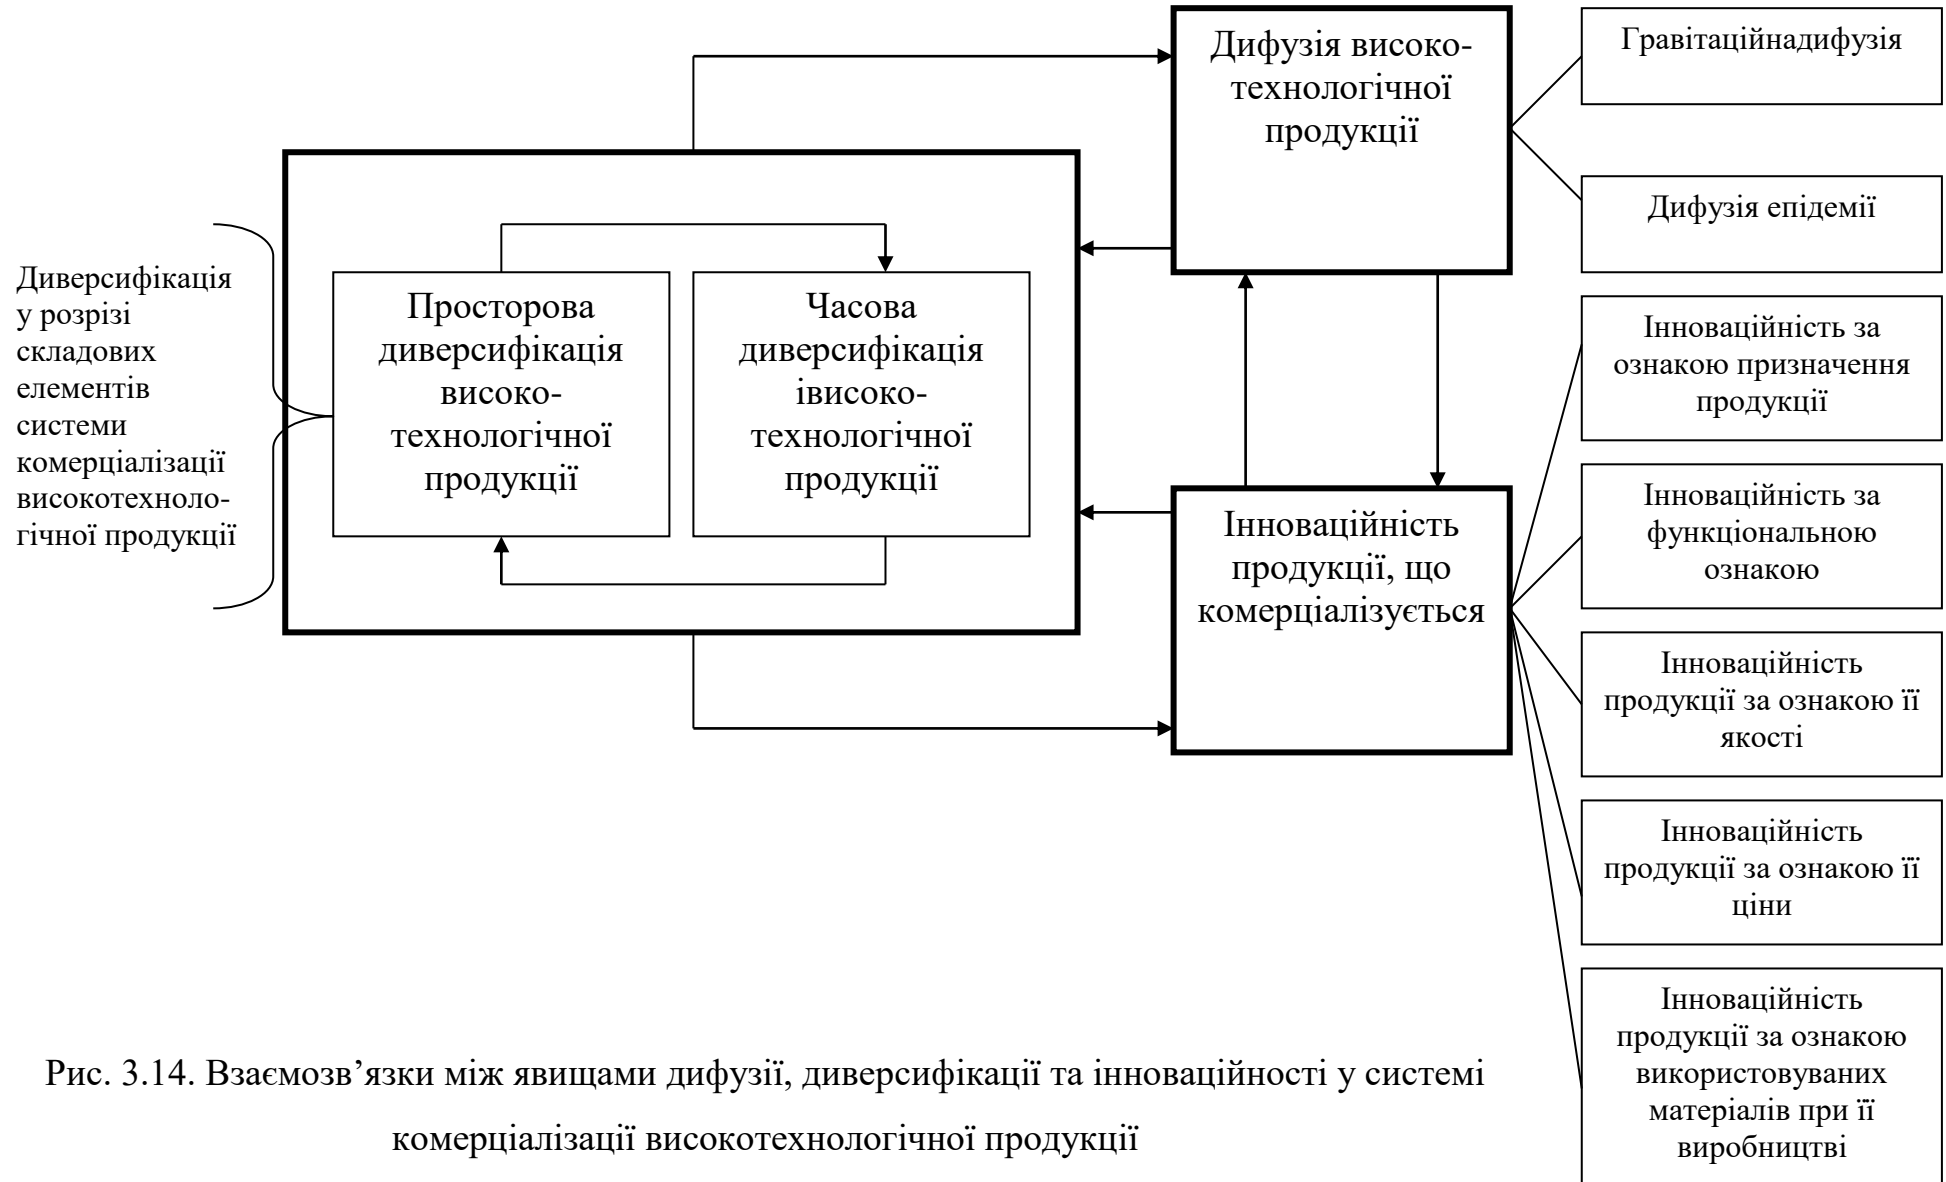 Дифузія високо-
технологічної
продукції
Гравітаційнадифузія
Дифузія епідемії
Диверсифікація
у розрізі
складових
елементів
системи
комерціалізації
високотехноло-
гічної продукції
Просторова
диверсифікація
високо-
технологічної
продукції
Часова
диверсифікація
івисоко-
технологічної
продукції
Інноваційність
продукції, що
комерціалізується
Інноваційність за
ознакою призначення
продукції
Інноваційність за
функціональною
ознакою
Інноваційність
продукції за ознакою її
якості
Інноваційність
продукції за ознакою її
ціни
Інноваційність
продукції за ознакою
використовуваних
матеріалів при її
виробництві
Рис. 3.14. Взаємозв’язки між явищами дифузії, диверсифікації та інноваційності у системі
комерціалізації високотехнологічної продукції